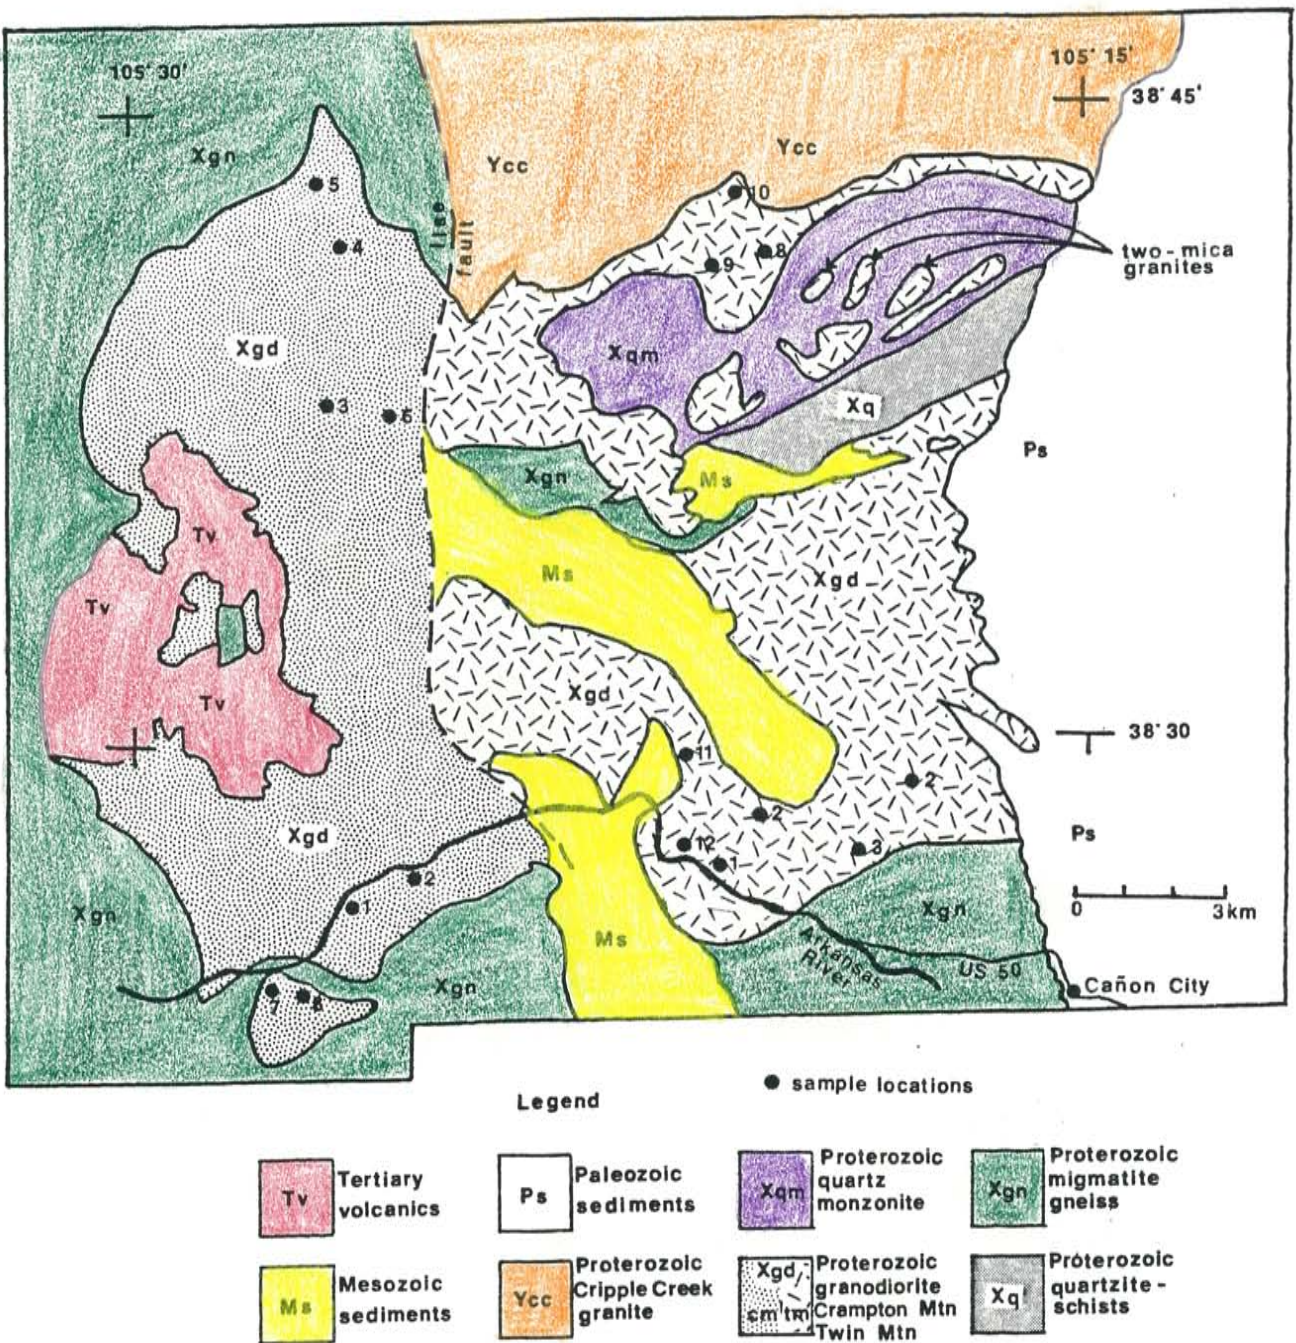 105° 30'
105° 15'
38° 45'
Xgn
Ycc
Ycc
5
10
4
Ilse
fault
8
9
two-mica
granites
Xgd
Xqm
3
6
Xq
Ps
Xgn
Ms
Tv
Ms
Xgd
Tv
Xgd
Tv
38° 30
11
2
2
Xgd
Ps
12
1
3
2
1
Xgn
Xgn
0 3km
Ms
Arkansas
River
US 50
Xgn
Cañon City
7
8
sample locations
Legend
Tv
Tertiary
volcanics
Ps
Paleozoic
sediments
Xqm
Proterozoic
quartz
monzonite
Xgn
Proterozoic
migmatite
gneiss
Ms
Mesozoic
sediments
Ycc
Proterozoic
Cripple Creek
granite
Xgd
cm tm
Proterozoic
granodiorite
Crampton Mtn
Twin Mtn
Xq
Proterozoic
quartzite -
schists